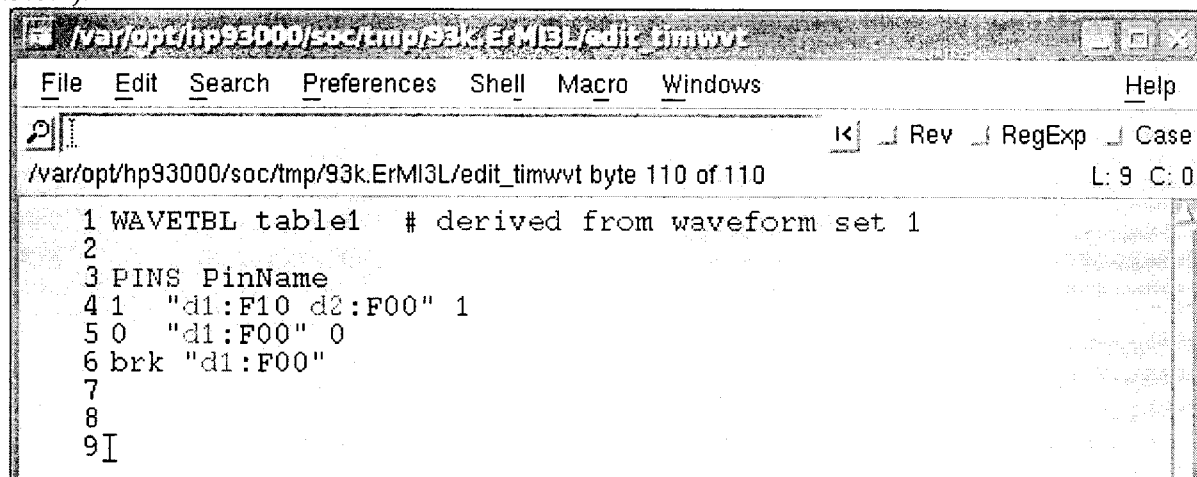 /var/opt/hp93000/soc/tmp/93k.ErMI3L/edit_timwvt
File Edit Search Preferences Shell Macro Windows Help
Rev RegExp Case
/var/opt/hp93000/soc/tmp/93k.ErMI3L/edit_timwvt byte 110 of 110 L: 9 C: 0
1 WAVETBL table1 # derived from waveform set 1
2
3 PINS PinName
4 1 "d1:F10 d2:F00" 1
5 0 "d1:F00" 0
6 brk "d1:F00"
7
8
9